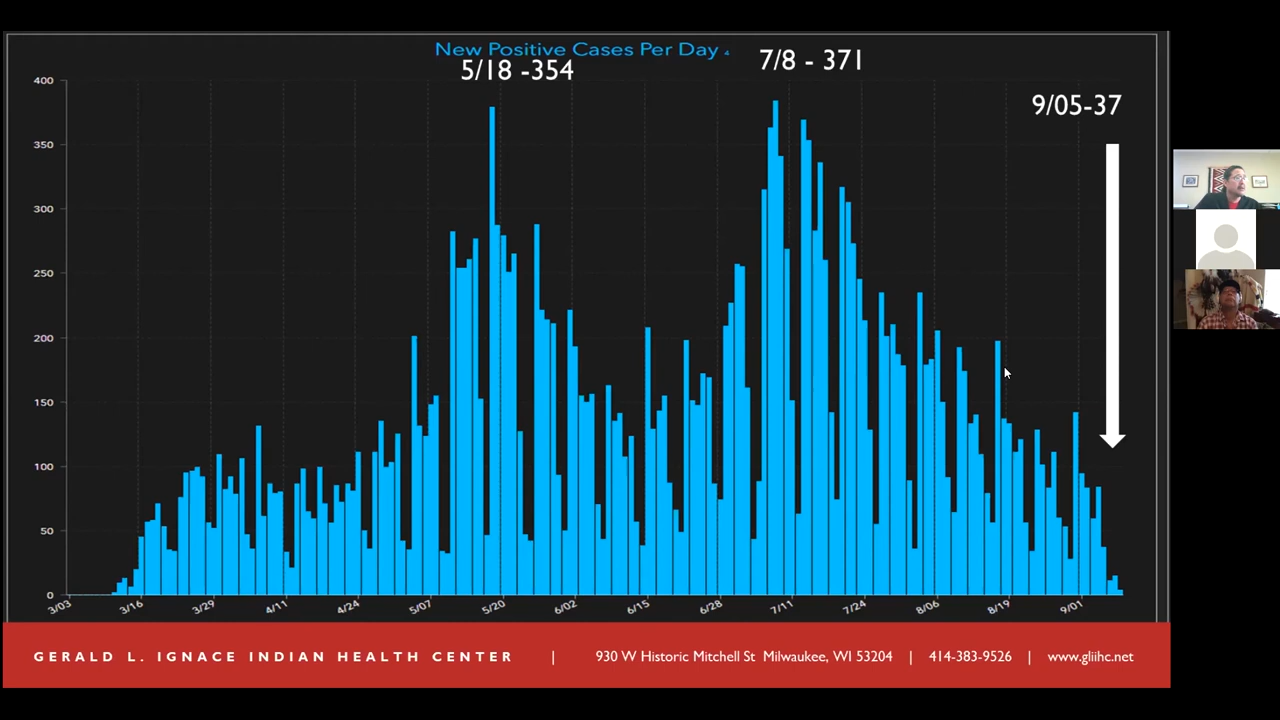 New Positive Cases Per Day 4
5/18 -354
7/8 - 371
9/05-37
400
350
300
250
200
150
100
50
0
3/03 3/16 3/29 4/11 4/24 5/07 5/20 6/02 6/15 6/28 7/11 7/24 8/06 8/19 9/01
GERALD L. IGNACE INDIAN HEALTH CENTER | 930 W Historic Mitchell St Milwaukee, WI 53204 | 414-383-9526 | www.gliihc.net